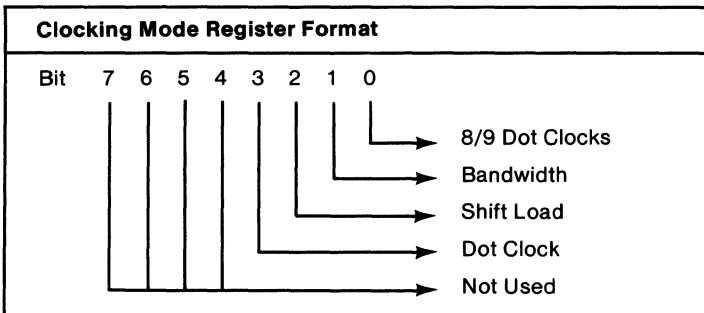 Clocking Mode Register Format
Bit 7 6 5 4 3 2 1 0
8/9 Dot Clocks
Bandwidth
Shift Load
Dot Clock
Not Used